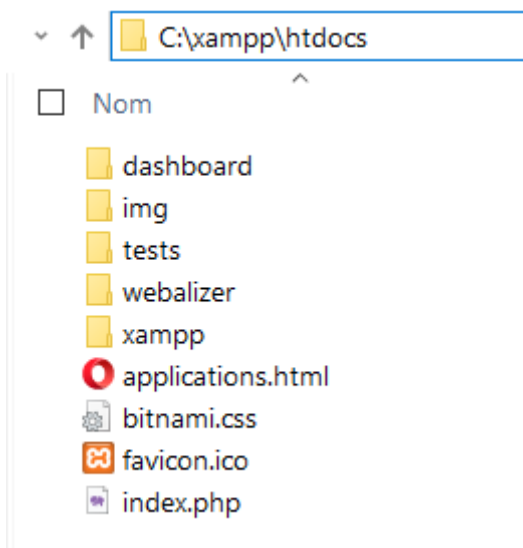 C:\xampp\htdocs
Nom
dashboard
img
tests
webalizer
xampp
applications.html
bitnami.css
favicon.ico
index.php